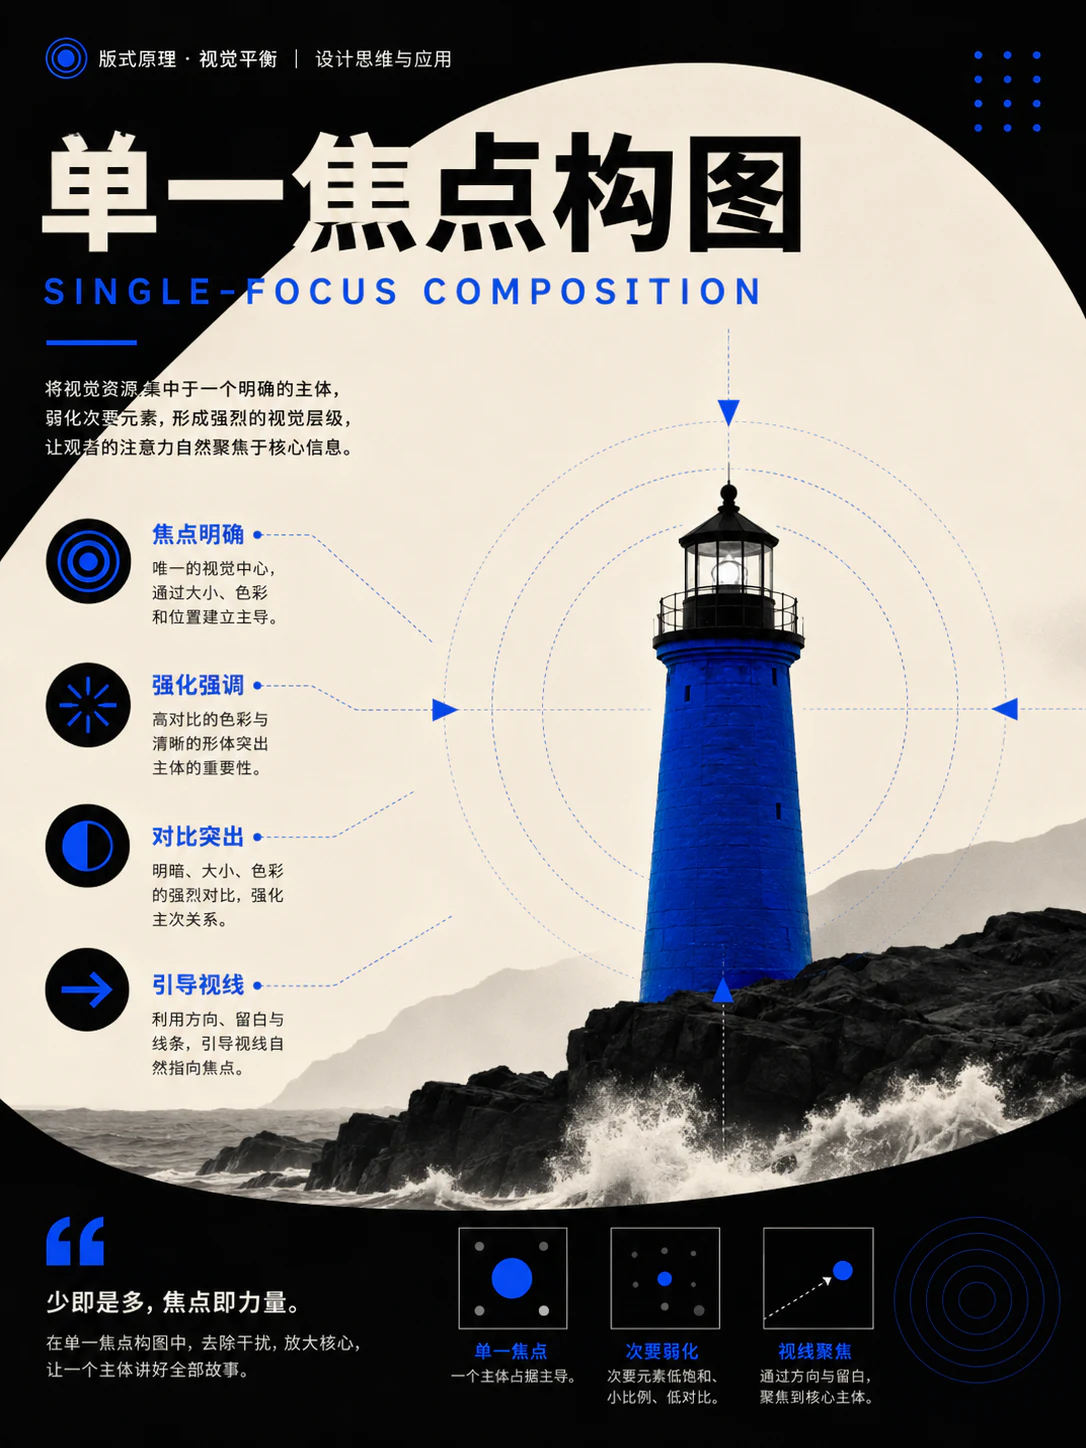 版式原理 · 视觉平衡 | 设计思维与应用
单一焦点构图
SINGLE-FOCUS COMPOSITION
将视觉资源集中于一个明确的主体，
弱化次要元素，形成强烈的视觉层级，
让观者的注意力自然聚焦于核心信息。
焦点明确
唯一的视觉中心，
通过大小、色彩
和位置建立主导。
强化强调
高对比的色彩与
清晰的形体突出
主体的重要性。
对比突出
明暗、大小、色彩
的强烈对比，强化
主次关系。
引导视线
利用方向、留白与
线条，引导视线自
然指向焦点。
“
少即是多，焦点即力量。
在单一焦点构图中，去除干扰，放大核心，
让一个主体讲好全部故事。
单一焦点
一个主体占据主导。
次要弱化
次要元素低饱和、
小比例、低对比。
视线聚焦
通过方向与留白，
聚焦到核心主体。